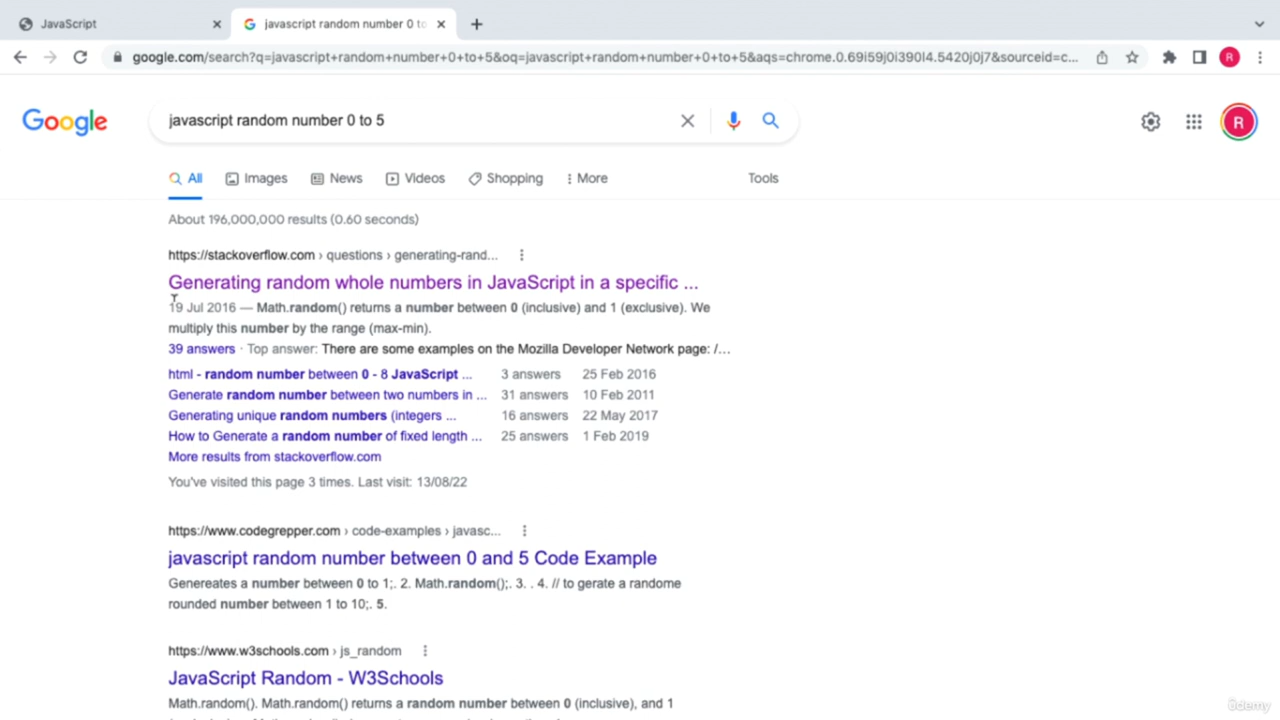 JavaScript
javascript random number 0 to
google.com/search?q=javascript+random+number+0+to+5&oq=javascript+random+number+0+to+5&aqs=chrome.0.69i59j0i390l4.5420j0j7&sourceid=c...
R
Google
javascript random number 0 to 5
R
All
Images
News
Videos
Shopping
More
Tools
About 196,000,000 results (0.60 seconds)
https://stackoverflow.com › questions › generating-rand...
Generating random whole numbers in JavaScript in a specific ...
19 Jul 2016 — Math.random() returns a number between 0 (inclusive) and 1 (exclusive). We
multiply this number by the range (max-min).
39 answers · Top answer: There are some examples on the Mozilla Developer Network page: /...
html - random number between 0 - 8 JavaScript ... 3 answers 25 Feb 2016
Generate random number between two numbers in ... 31 answers 10 Feb 2011
Generating unique random numbers (integers ... 16 answers 22 May 2017
How to Generate a random number of fixed length ... 25 answers 1 Feb 2019
More results from stackoverflow.com
You've visited this page 3 times. Last visit: 13/08/22
https://www.codegrepper.com › code-examples › javasc...
javascript random number between 0 and 5 Code Example
Genereates a number between 0 to 1;. 2. Math.random();. 3. . 4. // to gerate a randome
rounded number between 1 to 10;. 5.
https://www.w3schools.com › js_random
JavaScript Random - W3Schools
Math.random(). Math.random() returns a random number between 0 (inclusive), and 1
ûdemy